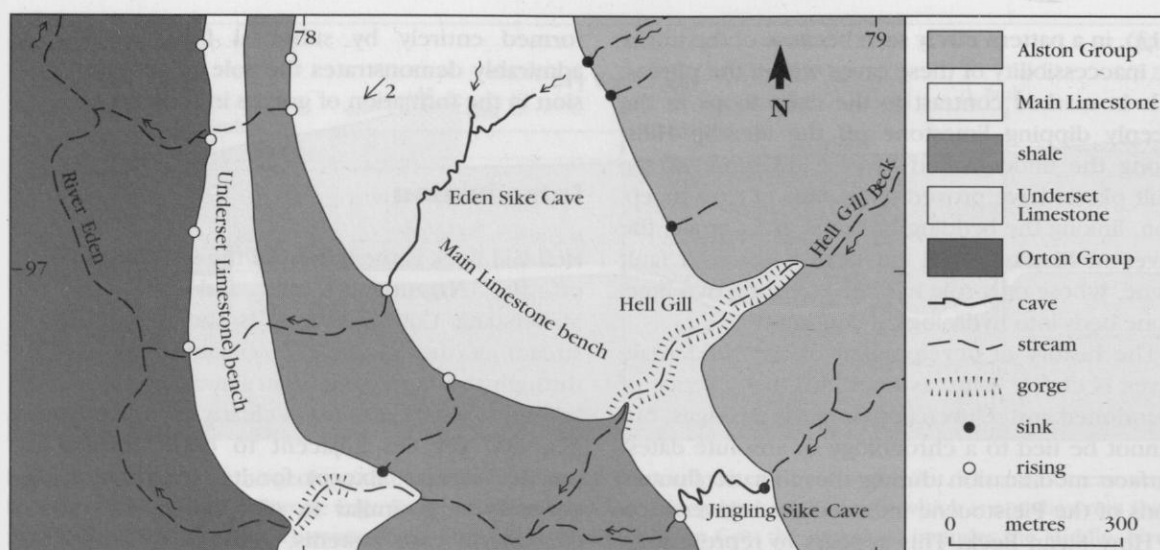 78
79
Alston Group
Main Limestone
shale
Underset
Limestone
Orton Group
cave
stream
gorge
sink
rising
0 metres 300
2
N
River Eden
Underset
Limestone bench
Eden Sike Cave
Main Limestone bench
Hell Gill Beck
97
Hell Gill
Jingling Sike Cave